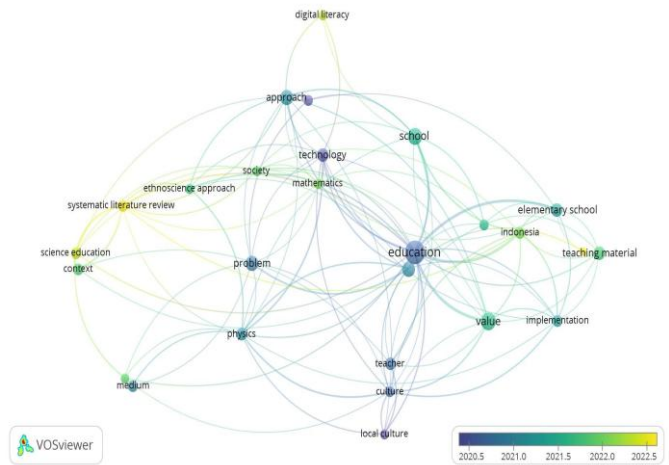 digital literacy
approach
school
technology
society
mathematics
ethnoscience approach
systematic literature review
elementary school
indonesia
science education
education
teaching material
context
problem
value
implementation
physics
teacher
medium
culture
local culture
VOSviewer
2020.5 2021.0 2021.5 2022.0 2022.5